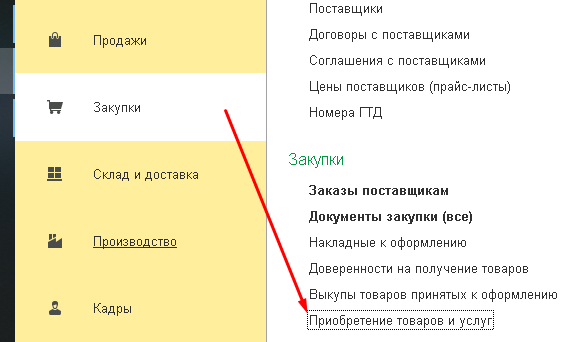 Продажи
Закупки
Склад и доставка
Производство
Кадры
Поставщики
Договоры с поставщиками
Соглашения с поставщиками
Цены поставщиков (прайс-листы)
Номера ГТД
Закупки
Заказы поставщикам
Документы закупки (все)
Накладные к оформлению
Доверенности на получение товаров
Выкупы товаров принятых к оформлению
Приобретение товаров и услуг